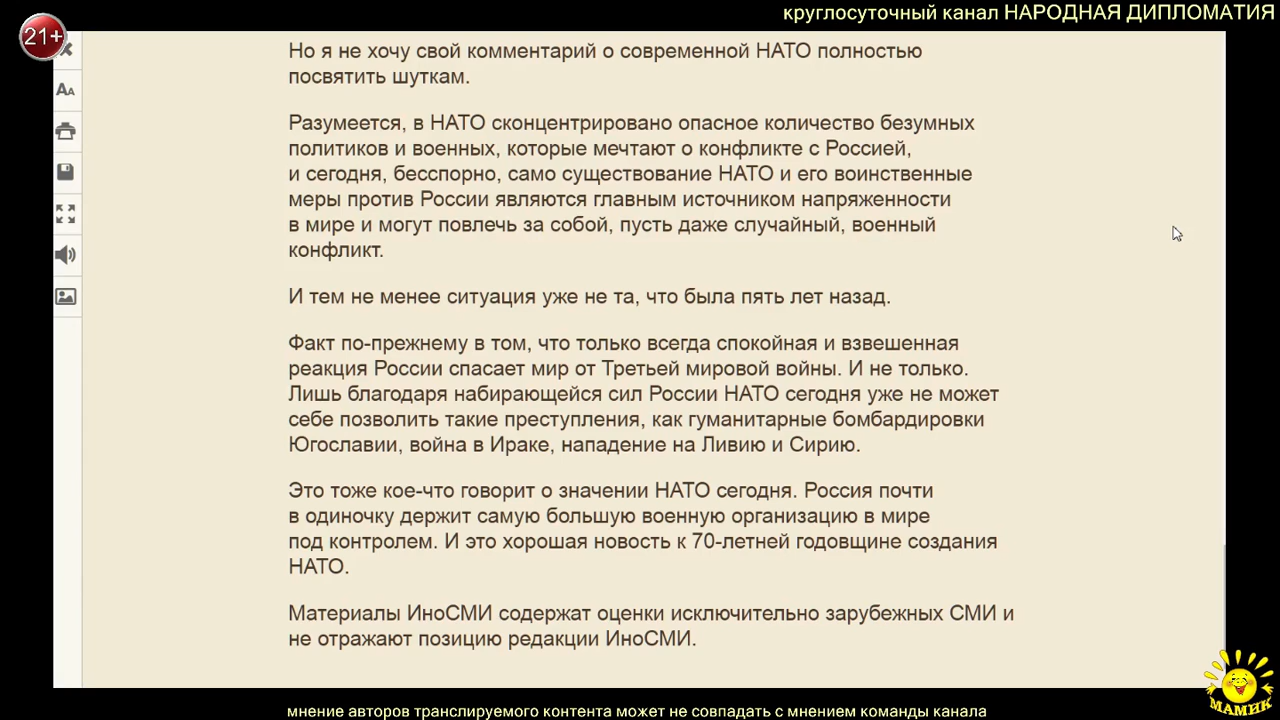 круглосуточный канал НАРОДНАЯ ДИПЛОМАТИЯ
21+
AA
Но я не хочу свой комментарий о современной НАТО полностью
посвятить шуткам.
Разумеется, в НАТО сконцентрировано опасное количество безумных
политиков и военных, которые мечтают о конфликте с Россией,
и сегодня, бесспорно, само существование НАТО и его воинственные
меры против России являются главным источником напряженности
в мире и могут повлечь за собой, пусть даже случайный, военный
конфликт.
И тем не менее ситуация уже не та, что была пять лет назад.
Факт по-прежнему в том, что только всегда спокойная и взвешенная
реакция России спасает мир от Третьей мировой войны. И не только.
Лишь благодаря набирающейся сил России НАТО сегодня уже не может
себе позволить такие преступления, как гуманитарные бомбардировки
Югославии, война в Ираке, нападение на Ливию и Сирию.
Это тоже кое-что говорит о значении НАТО сегодня. Россия почти
в одиночку держит самую большую военную организацию в мире
под контролем. И это хорошая новость к 70-летней годовщине создания
НАТО.
Материалы ИноСМИ содержат оценки исключительно зарубежных СМИ и
не отражают позицию редакции ИноСМИ.
МАМИК
мнение авторов транслируемого контента может не совпадать с мнением команды канала